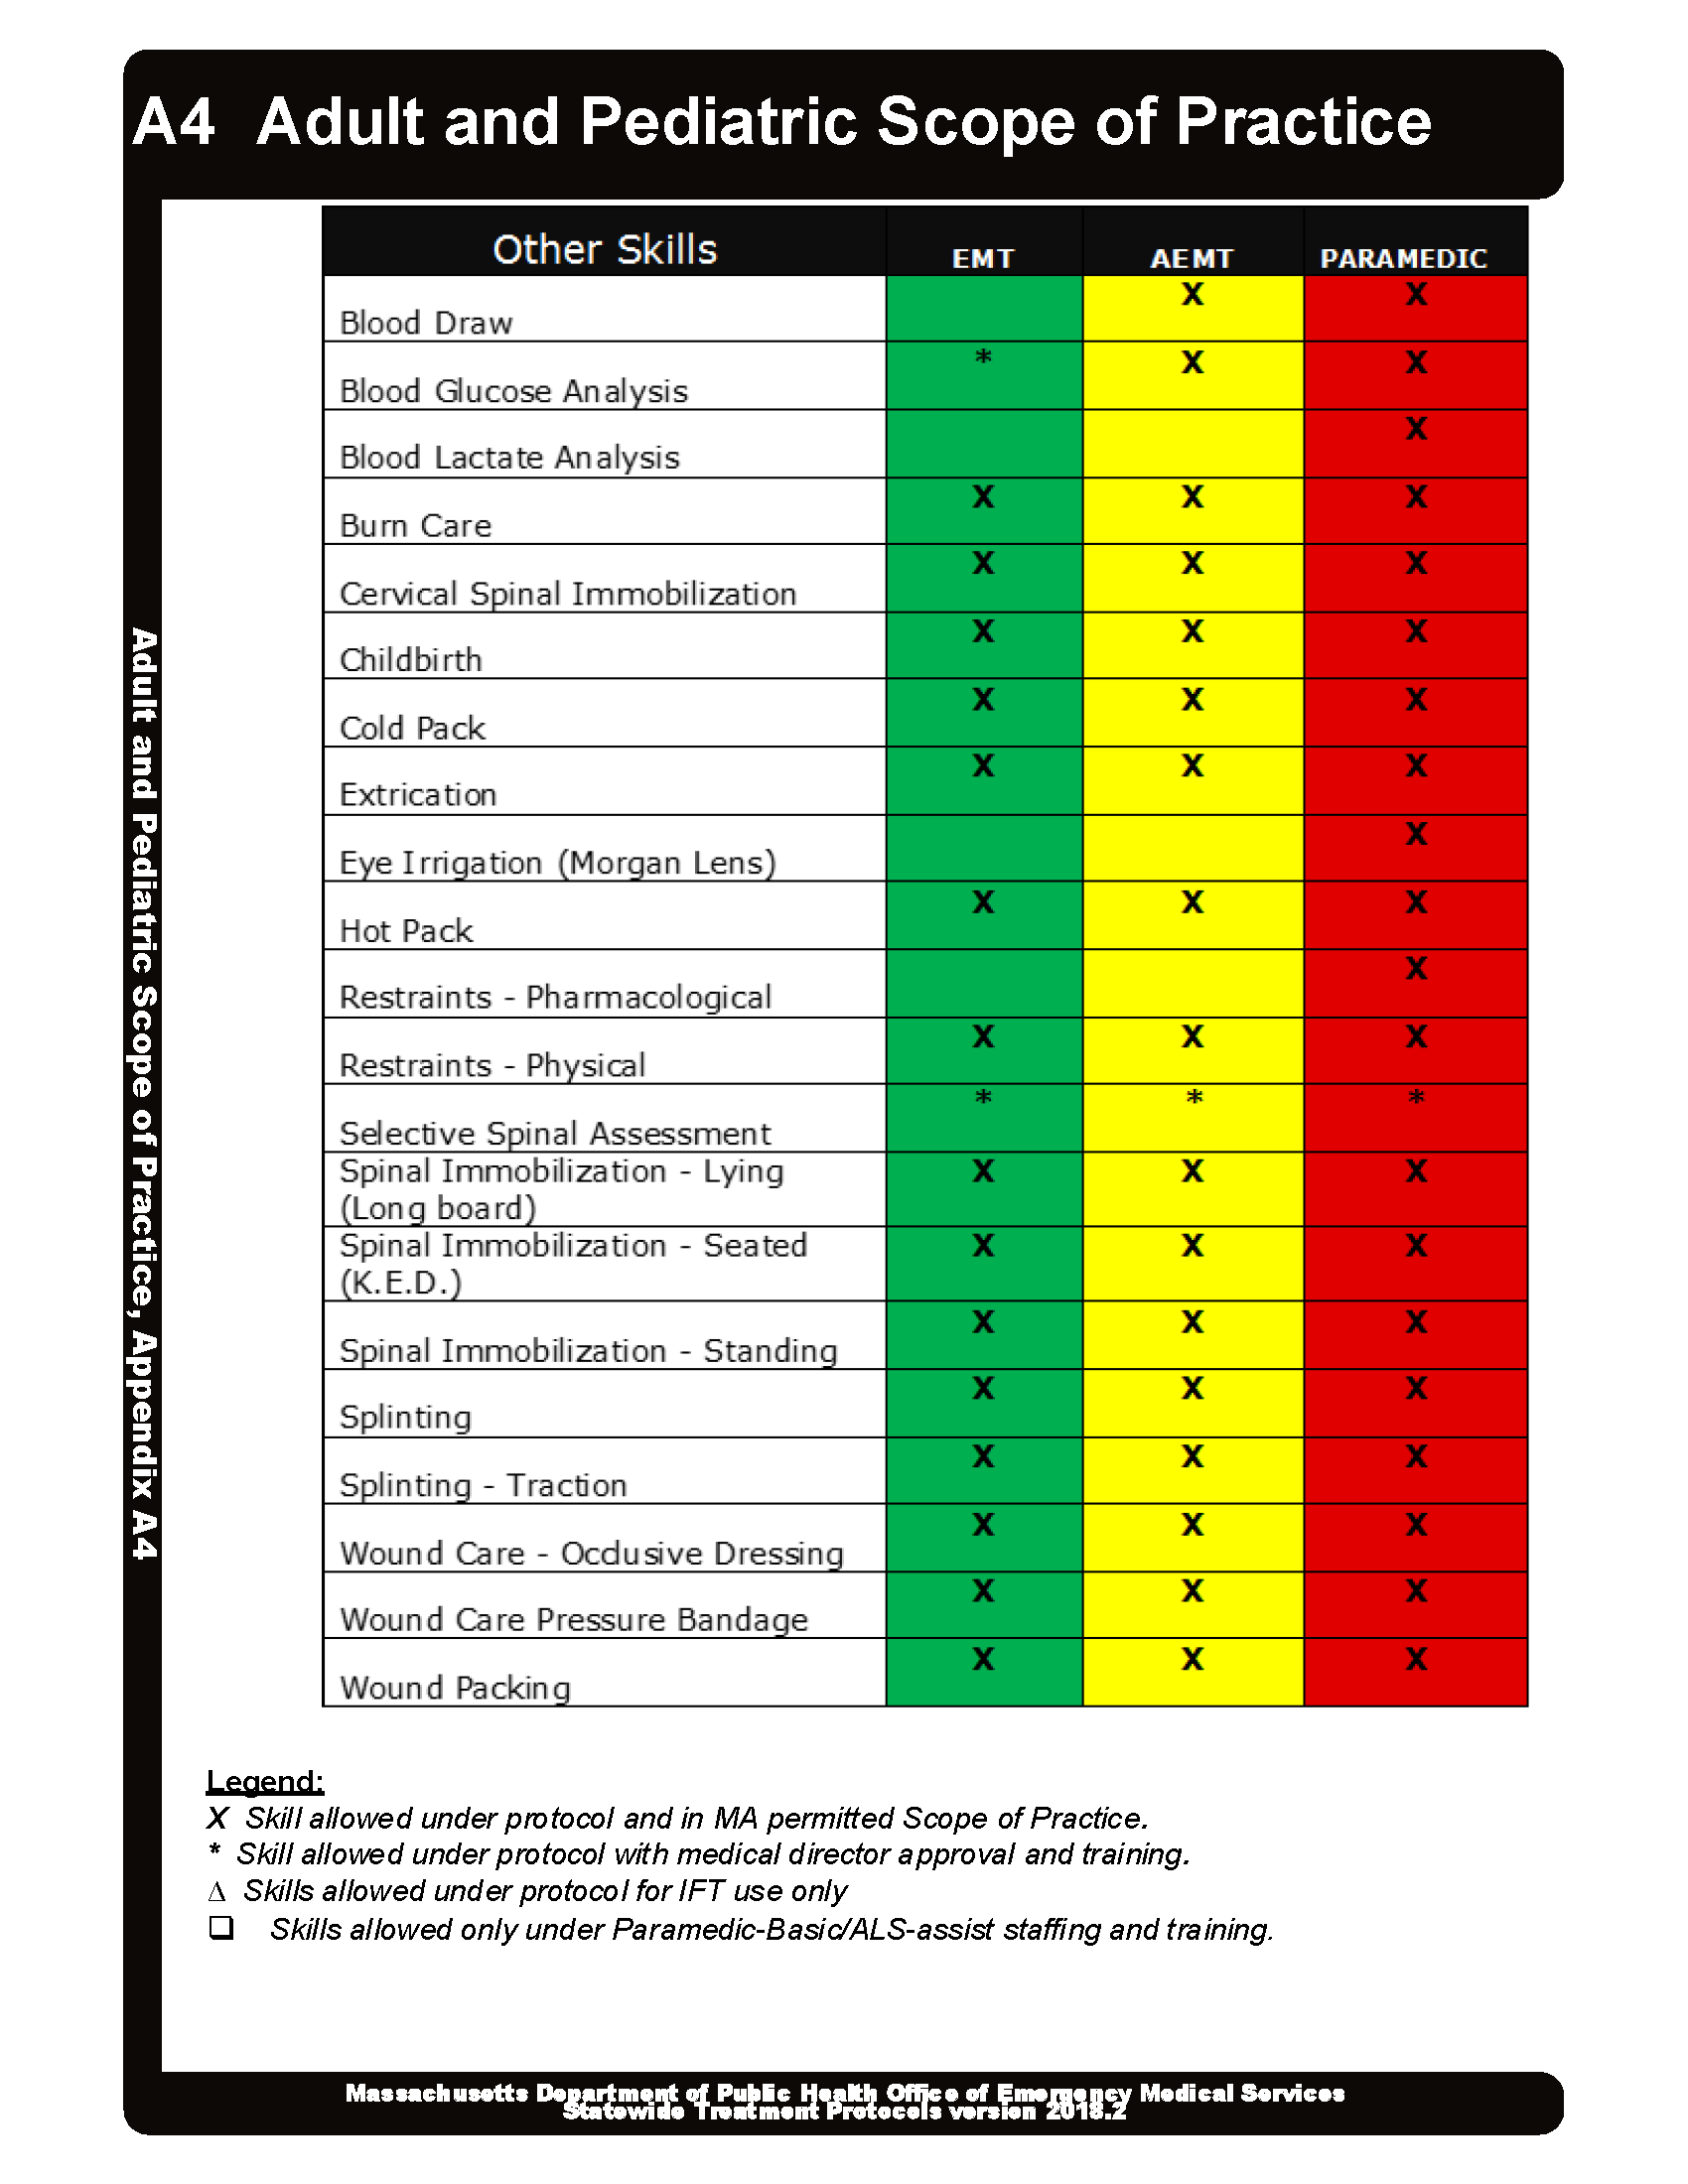 A4 Adult and Pediatric Scope of Practice
Other Skills EMT AEMT PARAMEDIC
Blood Draw X X
Blood Glucose Analysis * X X
Blood Lactate Analysis X
Burn Care X X X
Cervical Spinal Immobilization X X X
Childbirth X X X
Cold Pack X X X
Extrication X X X
Eye Irrigation (Morgan Lens) X
Hot Pack X X X
Restraints - Pharmacological X
Restraints - Physical X X X
Selective Spinal Assessment * * *
Spinal Immobilization - Lying X X X
(Long board)
Spinal Immobilization - Seated X X X
(K.E.D.)
Spinal Immobilization - Standing X X X
Splinting X X X
Splinting - Traction X X X
Wound Care - Occlusive Dressing X X X
Wound Care Pressure Bandage X X X
Wound Packing X X X
Adult and Pediatric Scope of Practice, Appendix A4
Legend:
X Skill allowed under protocol and in MA permitted Scope of Practice.
* Skill allowed under protocol with medical director approval and training.
Δ Skills allowed under protocol for IFT use only
❑ Skills allowed only under Paramedic-Basic/ALS-assist staffing and training.
Massachusetts Department of Public Health Office of Emergency Medical Services
Statewide Treatment Protocols version 2018.2